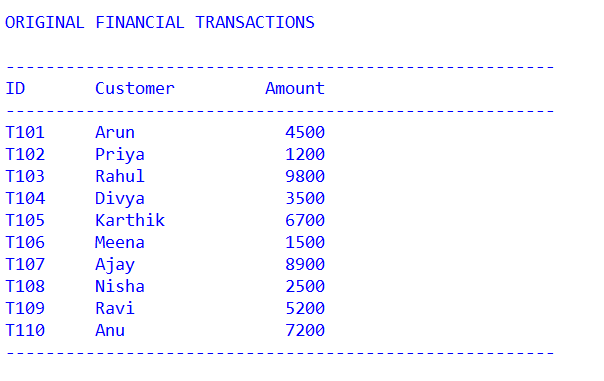 ORIGINAL FINANCIAL TRANSACTIONS
-------------------------------------------------------
ID       Customer         Amount
-------------------------------------------------------
T101     Arun               4500
T102     Priya              1200
T103     Rahul              9800
T104     Divya              3500
T105     Karthik            6700
T106     Meena              1500
T107     Ajay               8900
T108     Nisha              2500
T109     Ravi               5200
T110     Anu                7200
-------------------------------------------------------